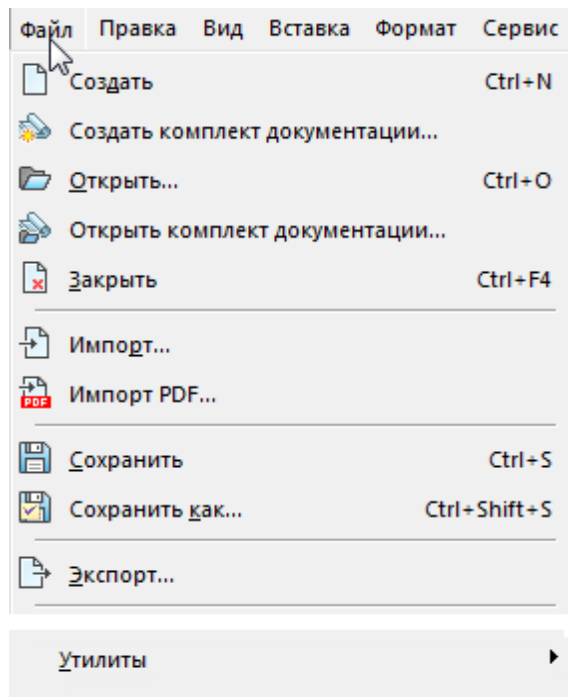 Файл Правка Вид Вставка Формат Сервис
Создать Ctrl+N
Создать комплект документации...
Открыть... Ctrl+O
Открыть комплект документации...
Закрыть Ctrl+F4
Импорт...
PDF Импорт PDF...
Сохранить Ctrl+S
Сохранить как... Ctrl+Shift+S
Экспорт...
Утилиты